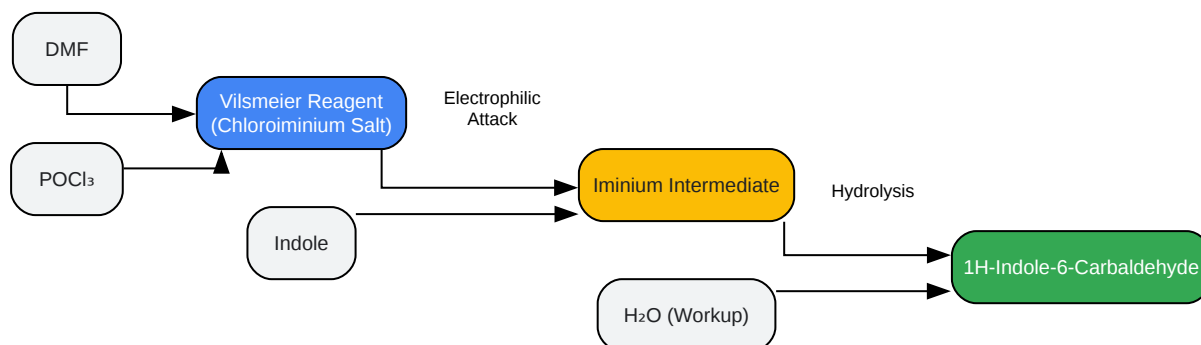 DMF
Vilsmeier Reagent
(Chloroiminium Salt)
Electrophilic
Attack
POCl₃
Iminium Intermediate
Hydrolysis
Indole
1H-Indole-6-Carbaldehyde
H₂O (Workup)